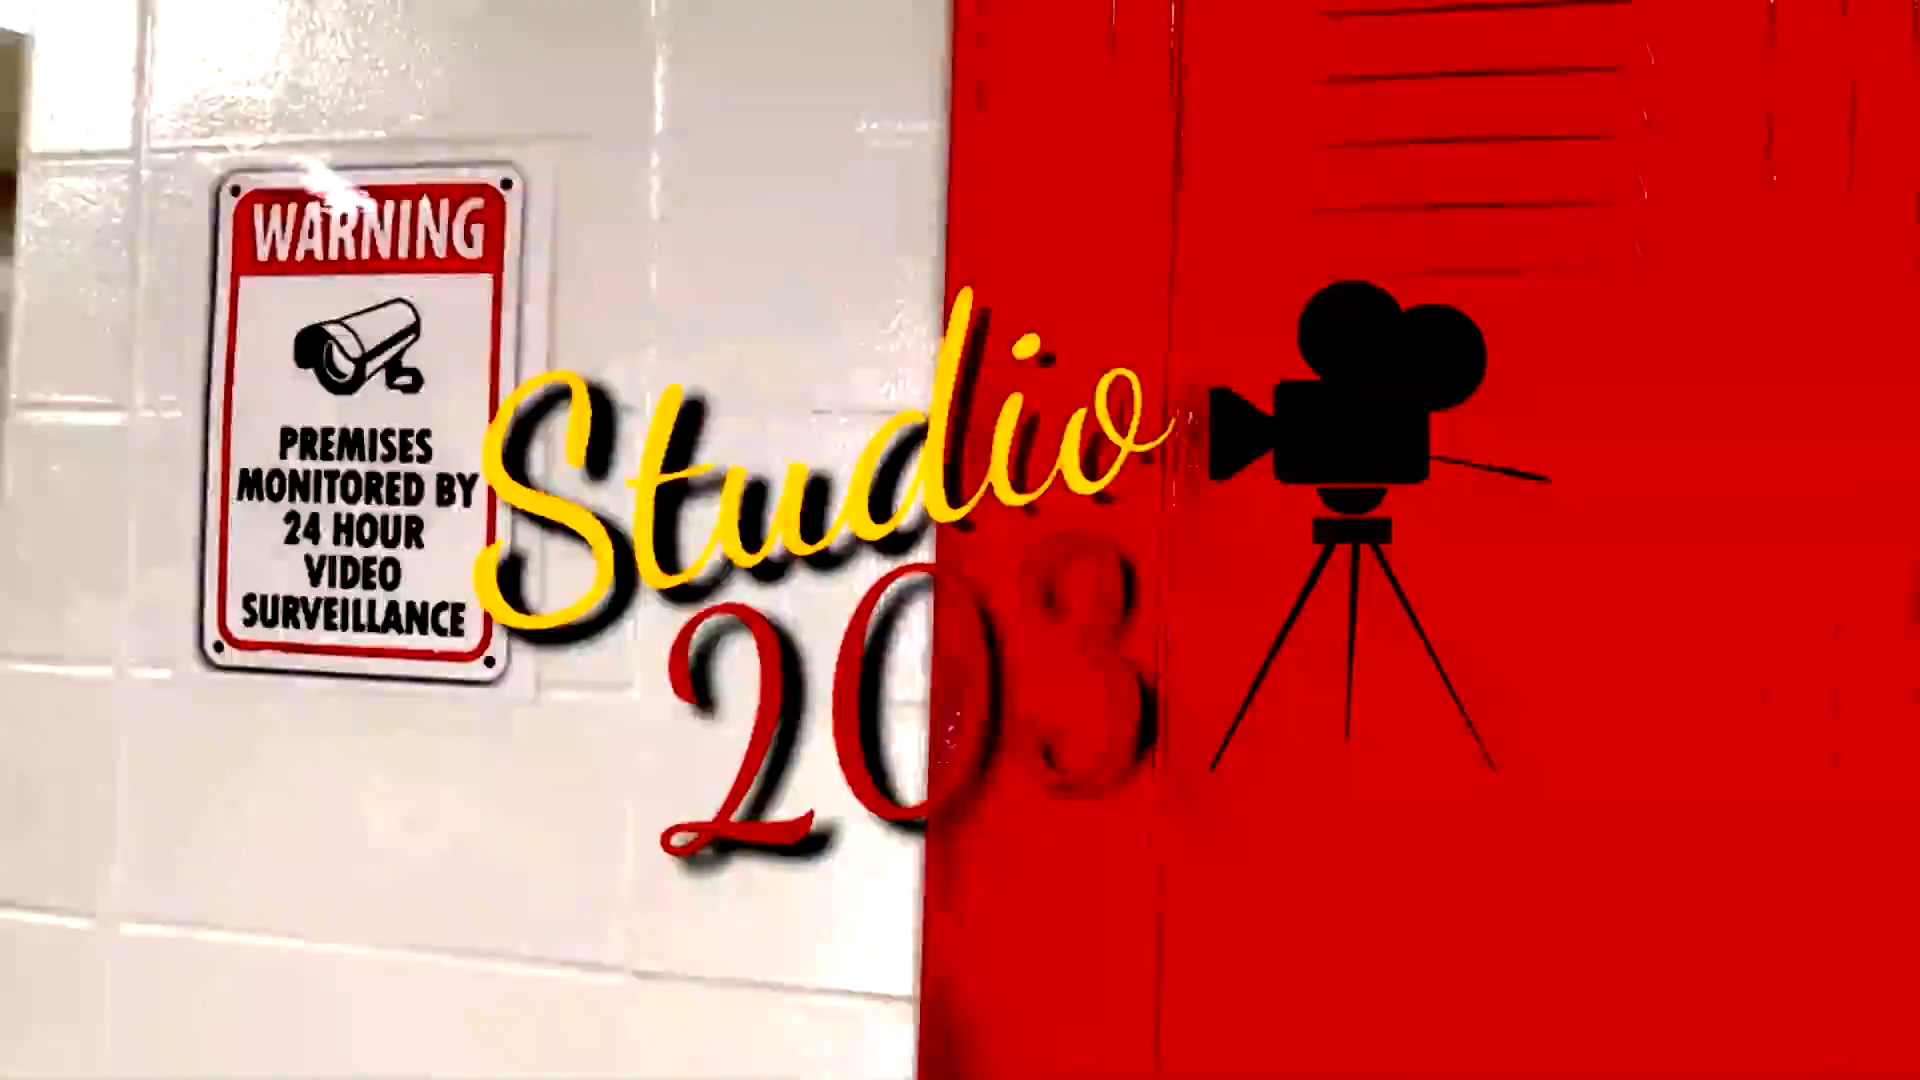 WARNING
PREMISES
MONITORED BY
24 HOUR
VIDEO
SURVEILLANCE
Studio
203